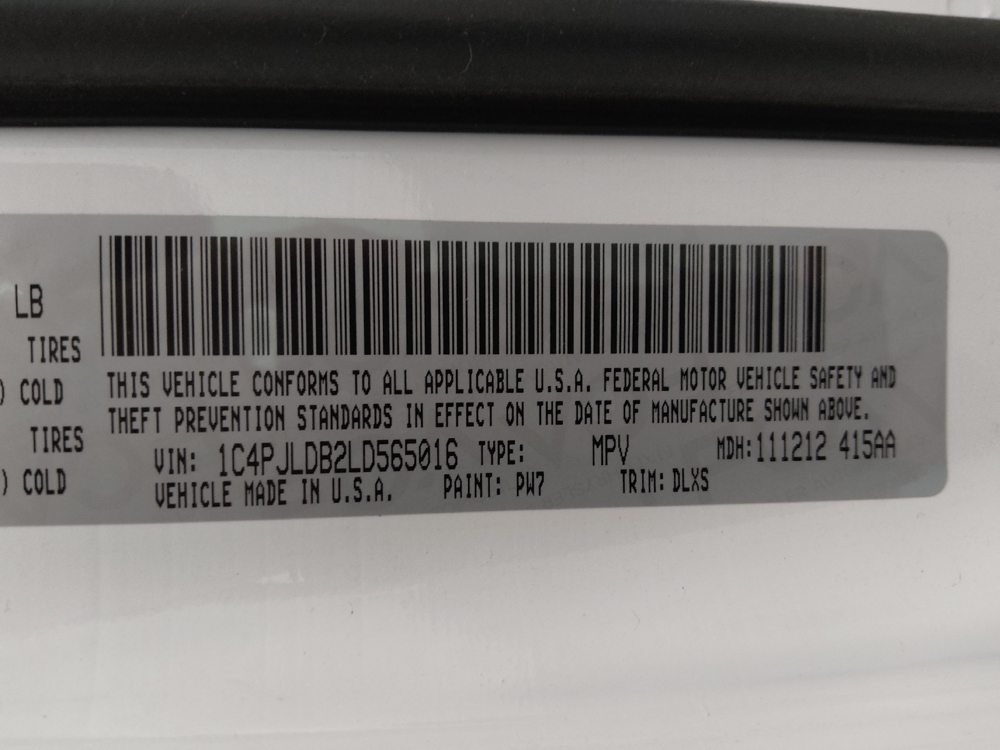 LB
TIRES
) COLD
TIRES
) COLD
THIS VEHICLE CONFORMS TO ALL APPLICABLE U.S.A. FEDERAL MOTOR VEHICLE SAFETY AND
THEFT PREVENTION STANDARDS IN EFFECT ON THE DATE OF MANUFACTURE SHOWN ABOVE.
VIN: 1C4PJLDB2LD565016 TYPE: MPV MDH:111212 415AA
VEHICLE MADE IN U.S.A. PAINT: PW7 TRIM: DLXS